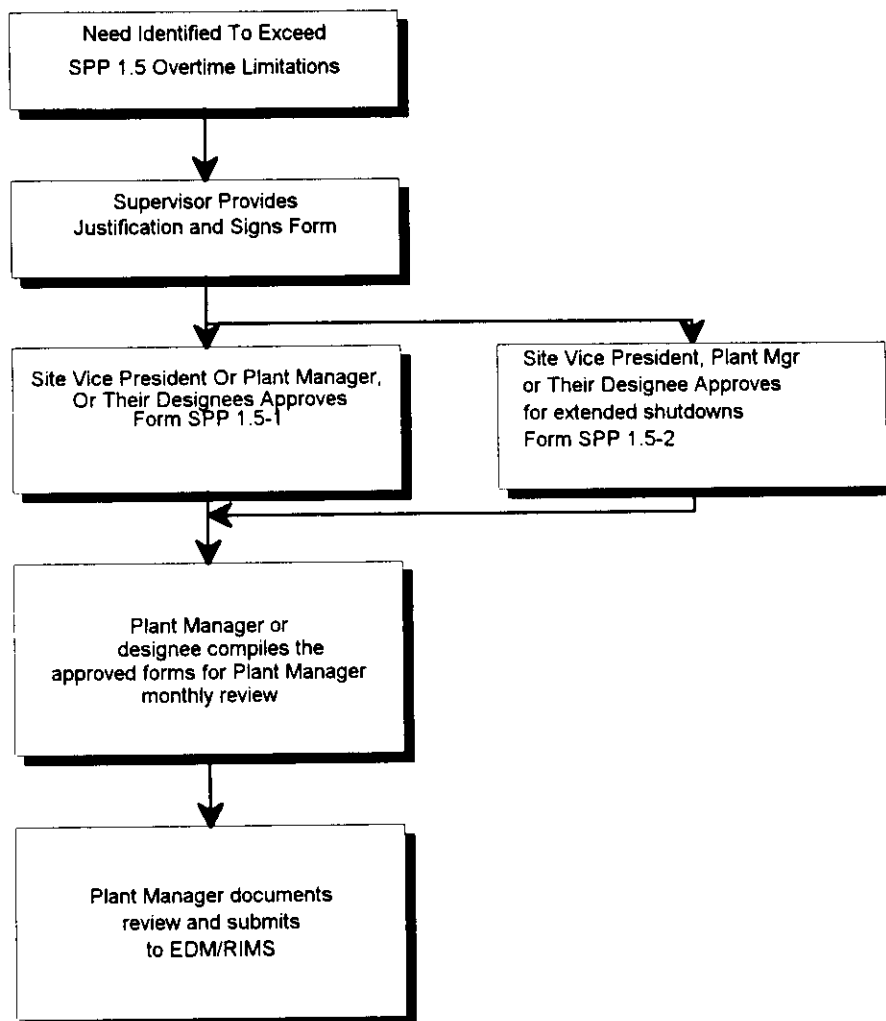 Need Identified To Exceed
SPP 1.5 Overtime Limitations
Supervisor Provides
Justification and Signs Form
Site Vice President Or Plant Manager,
Or Their Designees Approves
Form SPP 1.5-1
Site Vice President, Plant Mgr
or Their Designee Approves
for extended shutdowns
Form SPP 1.5-2
Plant Manager or
designee compiles the
approved forms for Plant Manager
monthly review
Plant Manager documents
review and submits
to EDM/RIMS